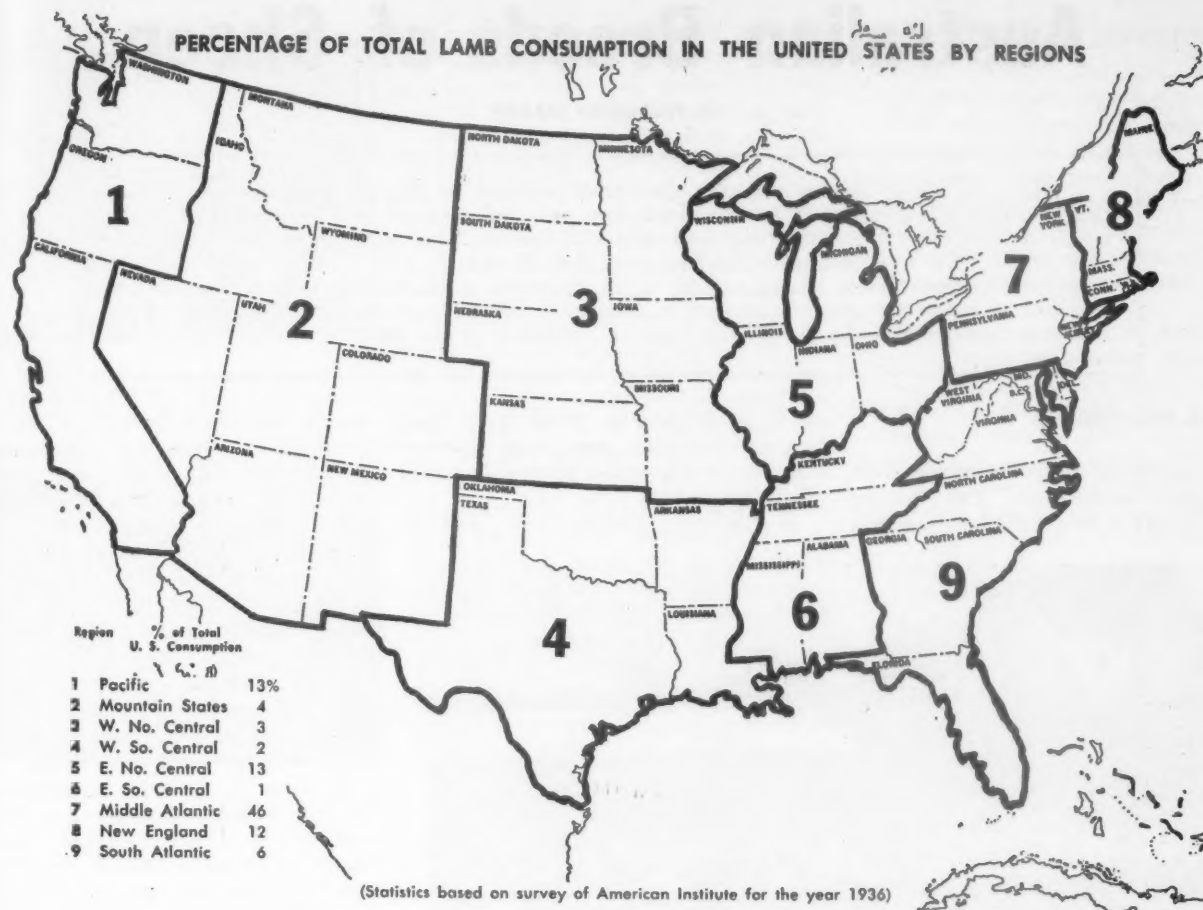 PERCENTAGE OF TOTAL LAMB CONSUMPTION IN THE UNITED STATES BY REGIONS
WASHINGTON
MONTANA
NORTH DAKOTA
MINNESOTA
MAINE
OREGON
IDAHO
1
SOUTH DAKOTA
WISCONSIN
MICHIGAN
NEW YORK
VT.
8
WYOMING
CALIFORNIA
NEVADA
UTAH
2
NEBRASKA
3
IOWA
7
MASS.
CONN.
PENNSYLVANIA
NEW JERSEY
ILLINOIS
INDIANA
OHIO
COLORADO
KANSAS
MISSOURI
5
WEST VIRGINIA
MD.
D.C.
DEL.
VIRGINIA
ARIZONA
NEW MEXICO
KENTUCKY
OKLAHOMA
TEXAS
ARKANSAS
TENNESSEE
NORTH CAROLINA
MISSISSIPPI
ALABAMA
GEORGIA
SOUTH CAROLINA
9
LOUISIANA
6
4
FLORIDA
Region % of Total
U. S. Consumption
1 Pacific 13%
2 Mountain States 4
3 W. No. Central 3
4 W. So. Central 2
5 E. No. Central 13
6 E. So. Central 1
7 Middle Atlantic 46
8 New England 12
9 South Atlantic 6
(Statistics based on survey of American Institute for the year 1936)